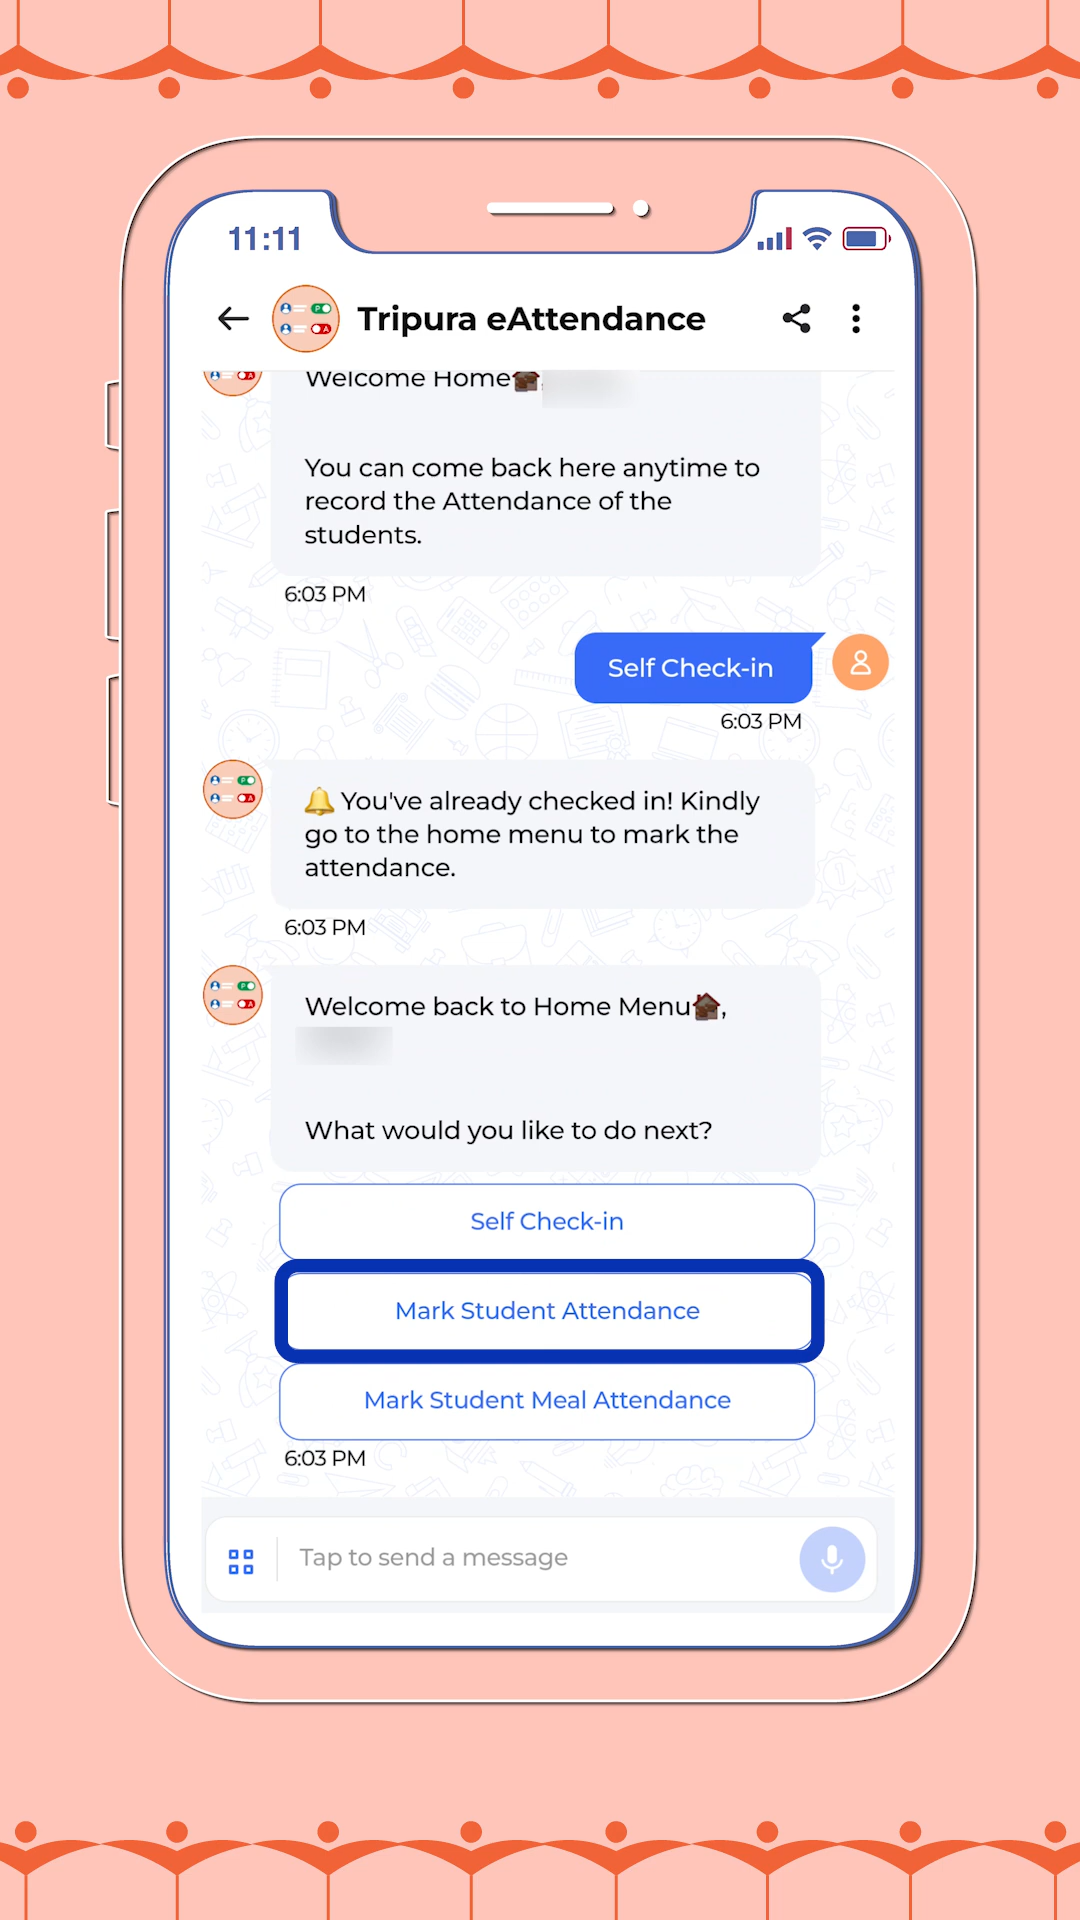 11:11
Tripura eAttendance
Welcome Home🏠,
You can come back here anytime to
record the Attendance of the
students.
6:03 PM
Self Check-in
6:03 PM
🔔 You've already checked in! Kindly
go to the home menu to mark the
attendance.
6:03 PM
Welcome back to Home Menu🏠,
What would you like to do next?
Self Check-in
Mark Student Attendance
Mark Student Meal Attendance
6:03 PM
Tap to send a message